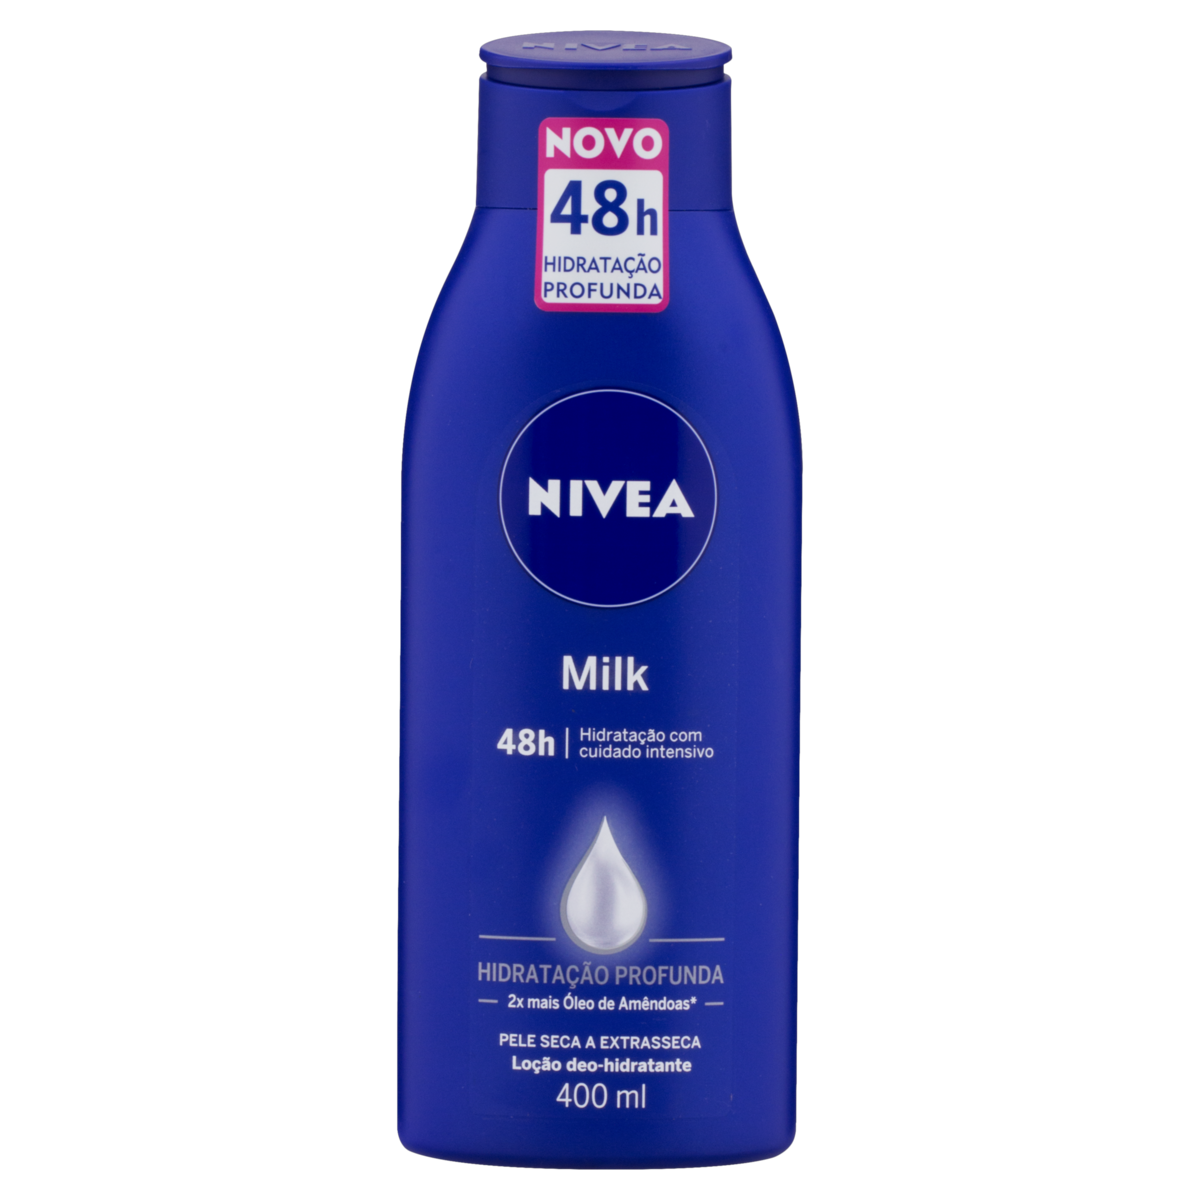 NIVEA
NOVO
48h
HIDRATAÇÃO
PROFUNDA
NIVEA
Milk
48h | Hidratação com
cuidado intensivo
HIDRATAÇÃO PROFUNDA
2x mais Óleo de Amêndoas*
PELE SECA A EXTRASSECA
Loção deo-hidratante
400 ml